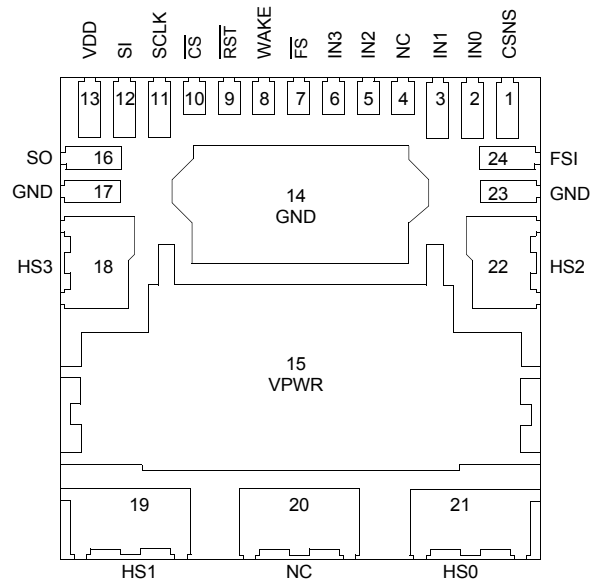 VDD SI SCLK CS RST WAKE FS IN3 IN2 NC IN1 IN0 CSNS
13 12 11 10 9 8 7 6 5 4 3 2 1
SO 16 24 FSI
GND 17 23 GND
14
GND
HS3 18 22 HS2
15
VPWR
19 20 21
HS1 NC HS0